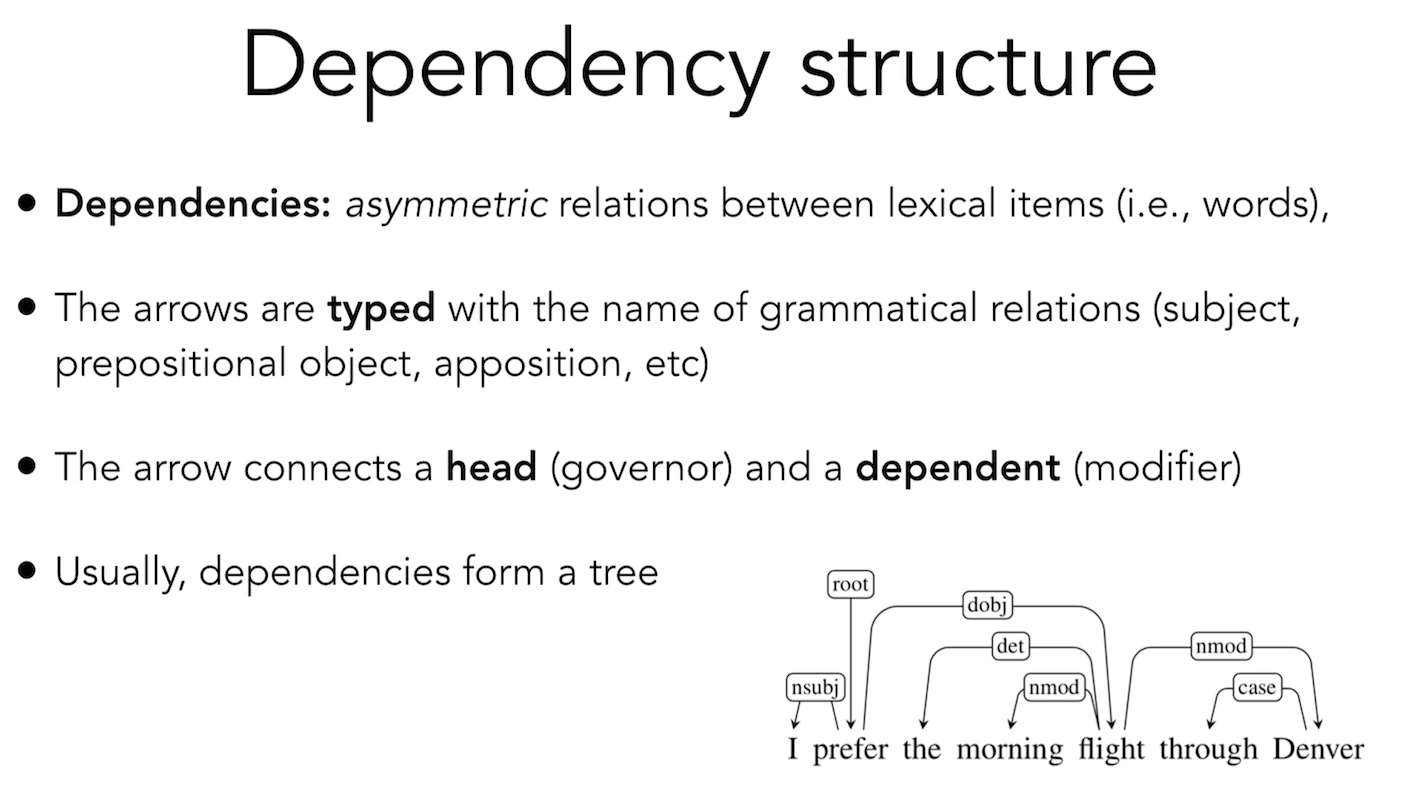 Dependency structure
• Dependencies: asymmetric relations between lexical items (i.e., words),
• The arrows are typed with the name of grammatical relations (subject,
prepositional object, apposition, etc)
• The arrow connects a head (governor) and a dependent (modifier)
• Usually, dependencies form a tree
root
dobj
det
nmod
nsubj
nmod
case
I prefer the morning flight through Denver